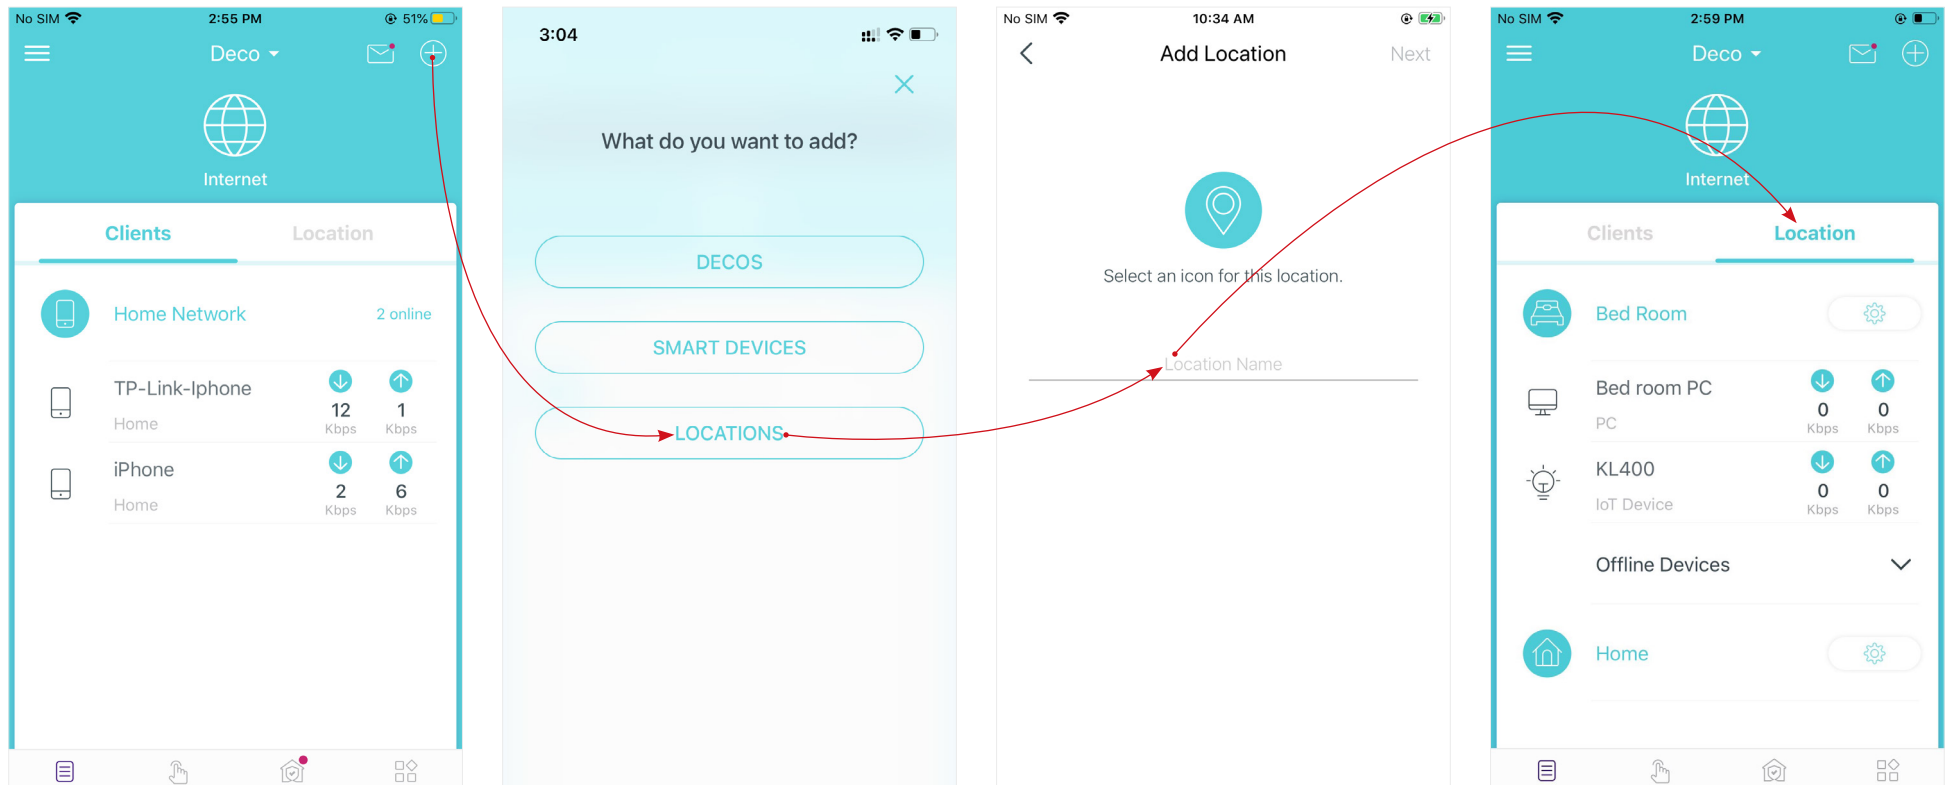 No SIM 2:55 PM 51%
Deco
Internet
Clients Location
Home Network 2 online
TP-Link-Iphone
Home
12 1
Kbps Kbps
iPhone
Home
2 6
Kbps Kbps
3:04
What do you want to add?
DECOS
SMART DEVICES
LOCATIONS
No SIM 10:34 AM
Add Location Next
Select an icon for this location.
Location Name
No SIM 2:59 PM
Deco
Internet
Clients Location
Bed Room
Bed room PC
PC
0 0
Kbps Kbps
KL400
IoT Device
0 0
Kbps Kbps
Offline Devices
Home